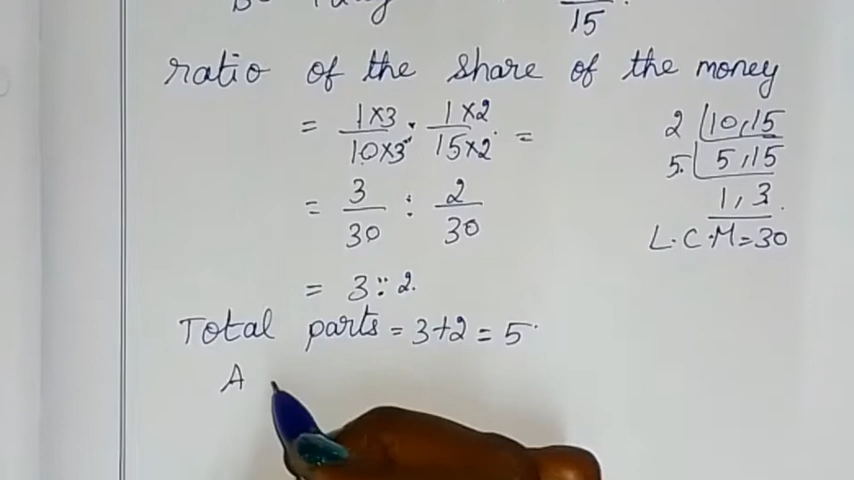 15
ratio of the share of the money
= 1×3/10×3 : 1×2/15×2 =
2 | 10, 15
5 | 5, 15
1, 3
= 3/30 : 2/30
L.C.M = 30
= 3 : 2
Total parts = 3+2 = 5
A